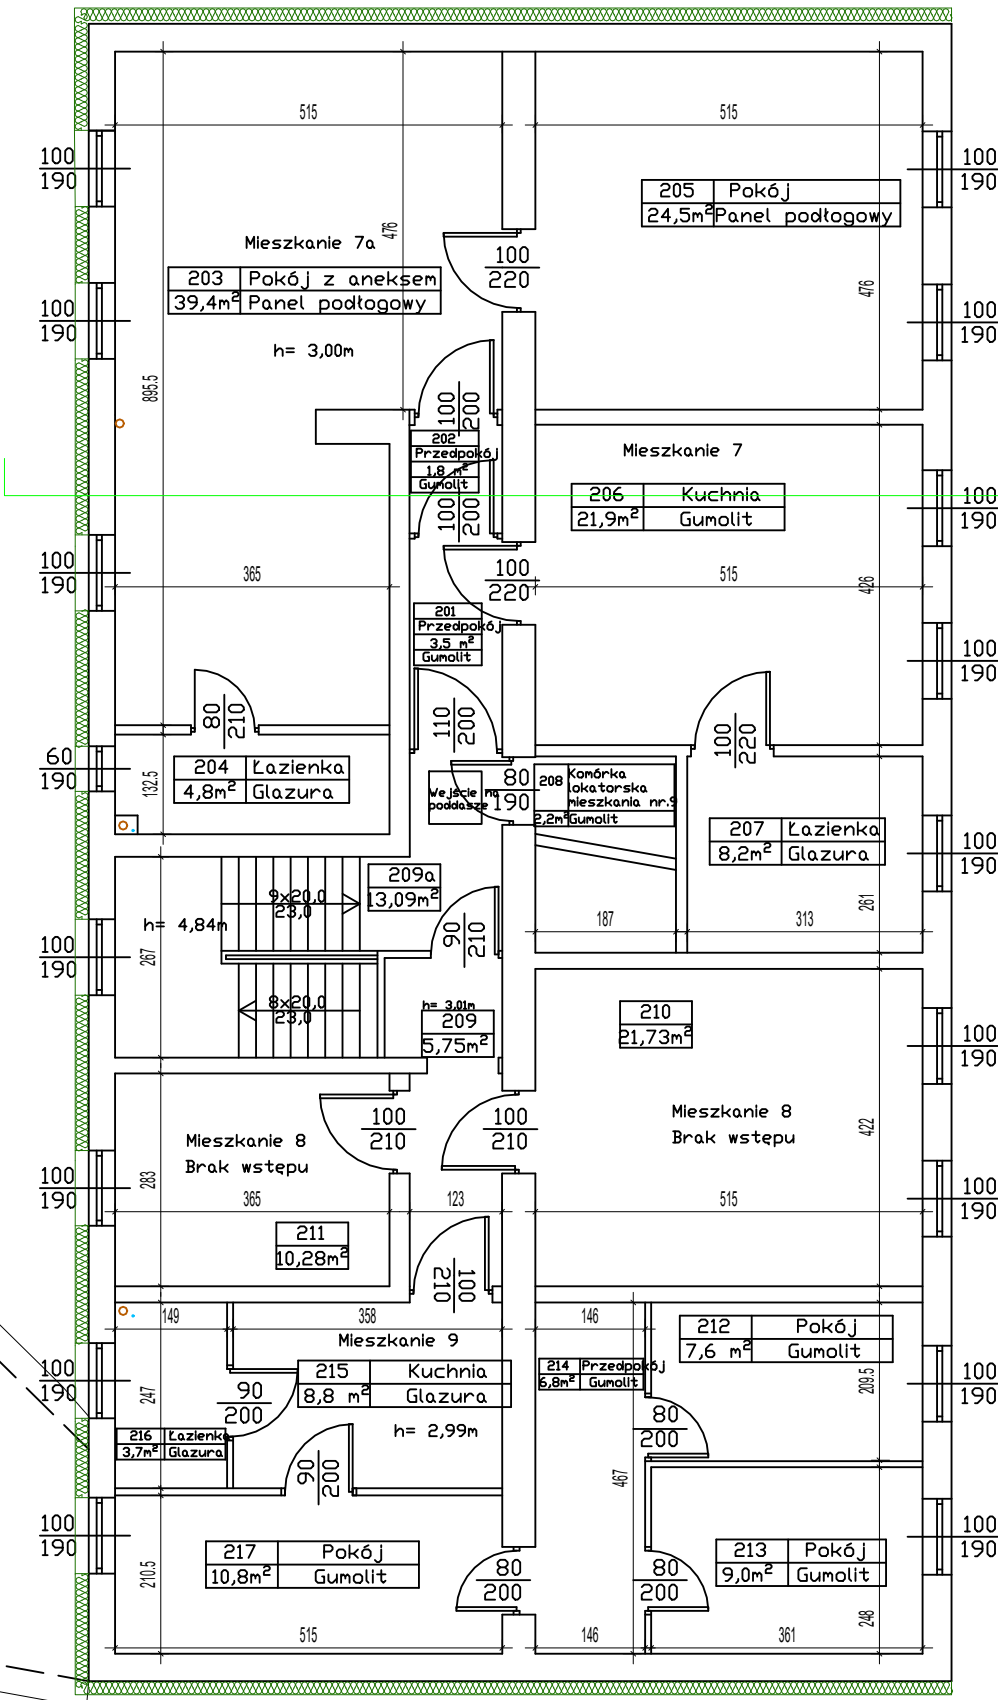 515
515
100
190
100
190
205 Pokój
24,5m² Panel podłogowy
Mieszkanie 7a
476
100
220
203 Pokój z aneksem
39,4m² Panel podłogowy
476
100
190
100
190
h= 3,00m
895.5
100
200
202
Przedpokój
1,8 m²
Gumolit
Mieszkanie 7
206 Kuchnia
21,9m² Gumolit
100
190
100
200
100
190
365
100
220
515
426
201
Przedpokój
3,5 m²
Gumolit
100
190
80
210
110
200
100
220
60
190
204 Łazienka
4,8m² Glazura
132.5
Wejście na
poddasze
80
190
208 Komórka
lokatorska
mieszkania nr.9
2,2m² Gumolit
207 Łazienka
8,2m² Glazura
100
190
209a
13,09m²
9x20,0
23,0
h= 4,84m
90
210
187
313
261
100
190
267
8x20,0
23,0
h= 3,01m
209
5,75m²
210
21,73m²
100
190
Mieszkanie 8
Brak wstępu
100
210
100
210
Mieszkanie 8
Brak wstępu
422
100
190
283
365
123
515
100
190
211
10,28m²
100
210
149
358
146
212 Pokój
7,6 m² Gumolit
Mieszkanie 9
215 Kuchnia
8,8 m² Glazura
214 Przedpokój
6,8m² Gumolit
209.5
100
190
247
90
200
100
190
80
200
h= 2,99m
216 Łazienka
3,7m² Glazura
90
200
467
100
190
100
190
217 Pokój
10,8m² Gumolit
213 Pokój
9,0m² Gumolit
210.5
80
200
80
200
248
515
146
361